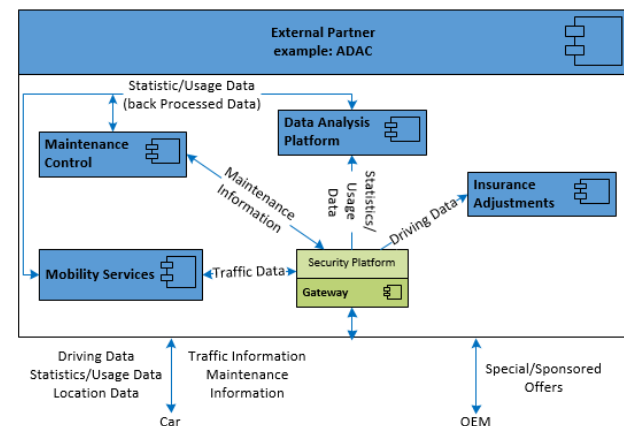 External Partner
example: ADAC
Statistic/Usage Data
(back Processed Data)
Maintenance
Control
Data Analysis
Platform
Insurance
Adjustments
Maintenance
Information
Statistics/
Usage
Data
Driving Data
Mobility Services
Traffic Data
Security Platform
Gateway
Driving Data
Statistics/Usage Data
Location Data
Traffic Information
Maintenance
Information
Special/Sponsored
Offers
Car
OEM